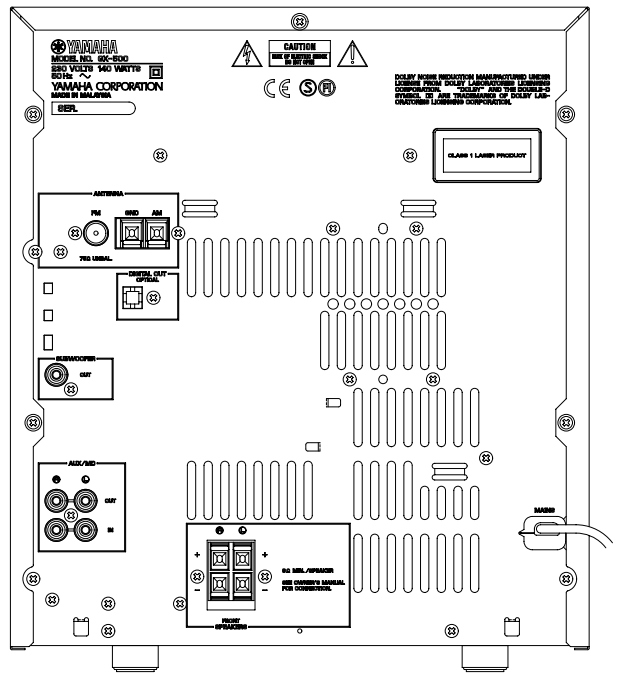 YAMAHA
MODEL NO. GX-500
230 VOLTS 140 WATTS
50 Hz
YAMAHA CORPORATION
MADE IN MALAYSIA
SER.
CAUTION
RISK OF ELECTRIC SHOCK
DO NOT OPEN
CE S FI
DOLBY NOISE REDUCTION MANUFACTURED UNDER
LICENSE FROM DOLBY LABORATORIES LICENSING
CORPORATION. "DOLBY" AND THE DOUBLE-D
SYMBOL ARE TRADEMARKS OF DOLBY LAB-
ORATORIES LICENSING CORPORATION.
CLASS 1 LASER PRODUCT
ANTENNA
FM GND AM
75Ω UNBAL.
DIGITAL OUT
OPTICAL
SUBWOOFER
OUT
AUX/MD
R L
OUT
IN
MAINS
R L
+ +
6Ω MIN./SPEAKER
SEE OWNER'S MANUAL
FOR CONNECTION.
− −
FRONT
SPEAKERS